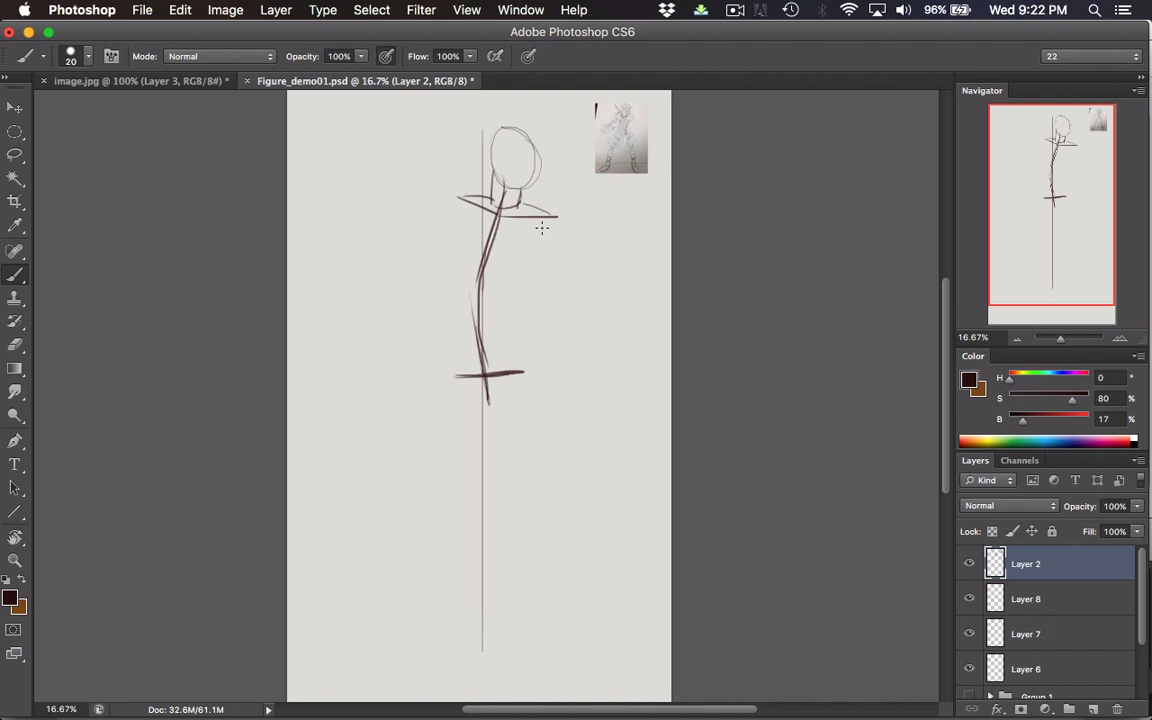 Photoshop File Edit Image Layer Type Select Filter View Window Help 96% Wed 9:22 PM
Adobe Photoshop CS6
20 Mode: Normal Opacity: 100% Flow: 100% 22
image.jpg @ 100% (Layer 3, RGB/8#) * Figure_demo01.psd @ 16.7% (Layer 2, RGB/8) *
Navigator
16.67%
Color
H 0 °
S 80 %
B 17 %
Layers Channels
Kind
Normal Opacity: 100%
Lock: Fill: 100%
Layer 2
Layer 8
Layer 7
Layer 6
Group 1
16.67% Doc: 32.6M/61.1M